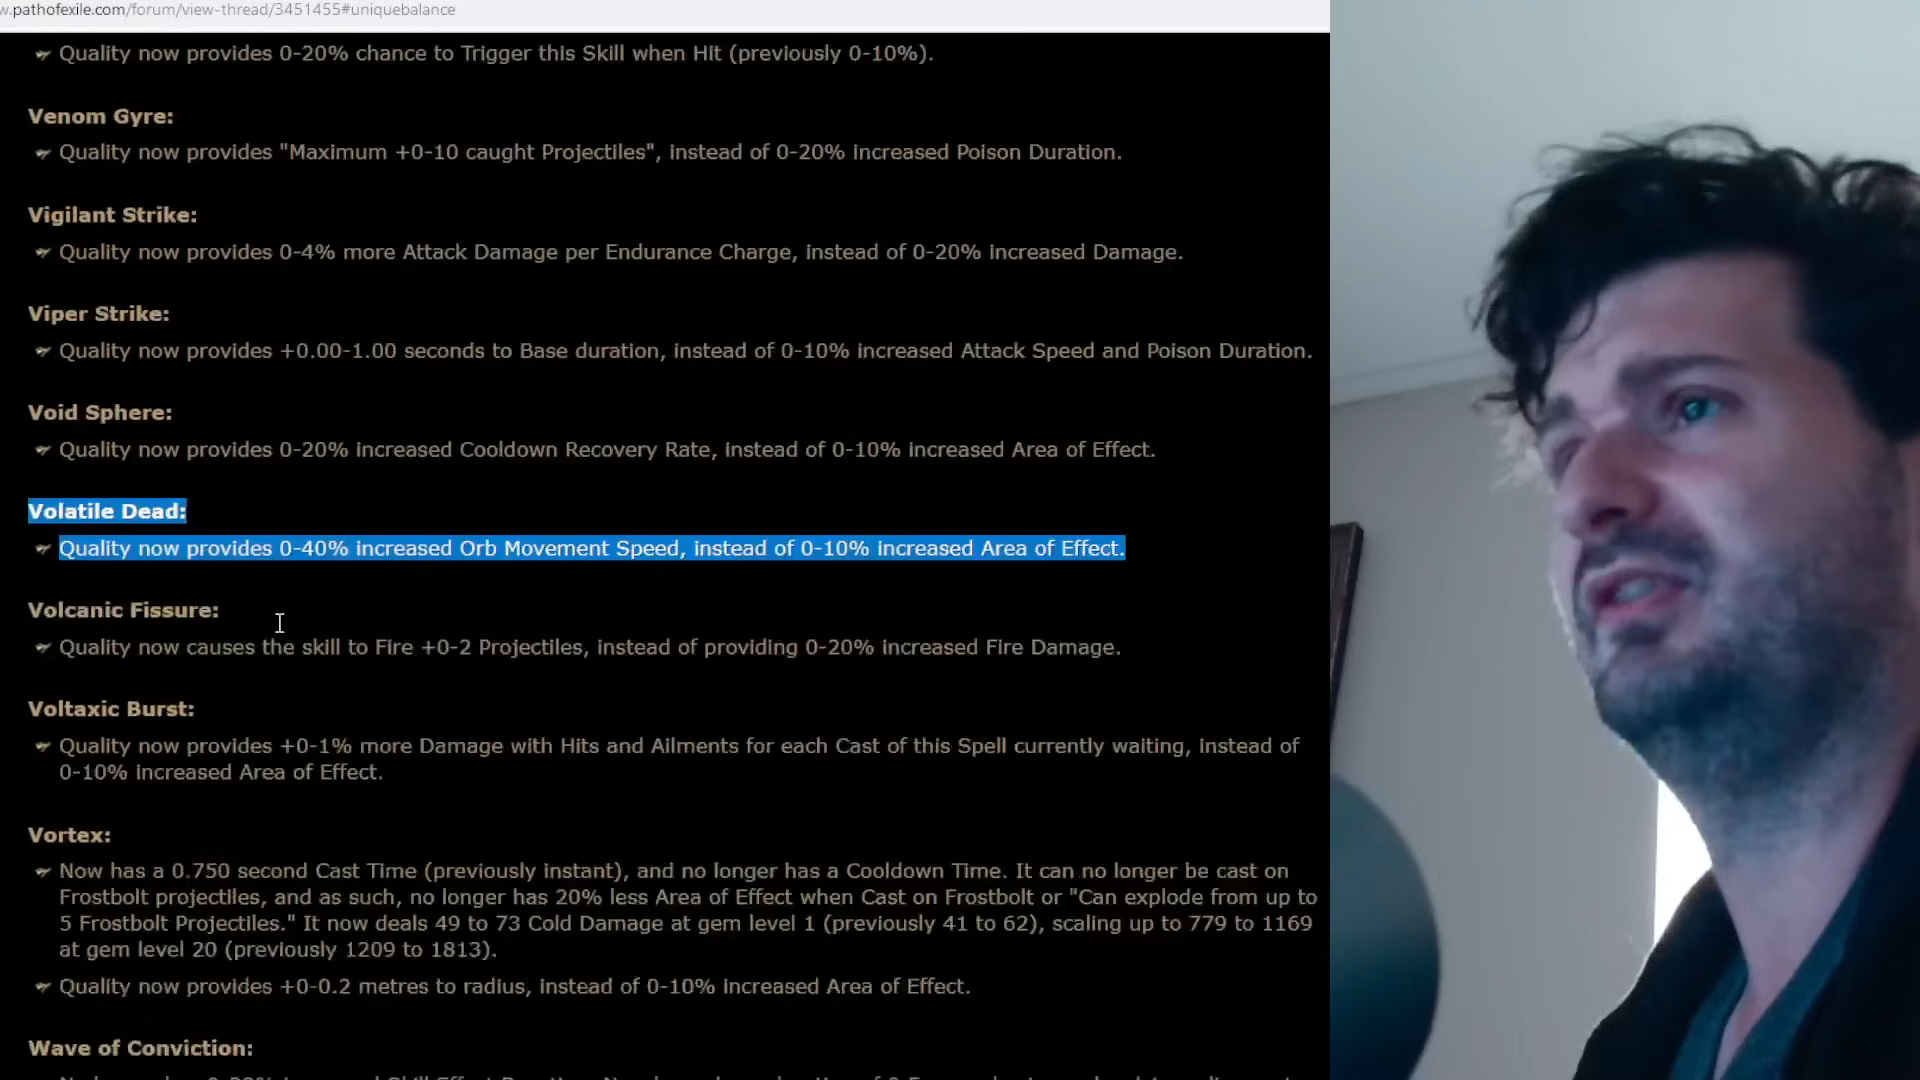 w.pathofexile.com/forum/view-thread/3451455#uniquebalance
Quality now provides 0-20% chance to Trigger this Skill when Hit (previously 0-10%).
Venom Gyre:
Quality now provides "Maximum +0-10 caught Projectiles", instead of 0-20% increased Poison Duration.
Vigilant Strike:
Quality now provides 0-4% more Attack Damage per Endurance Charge, instead of 0-20% increased Damage.
Viper Strike:
Quality now provides +0.00-1.00 seconds to Base duration, instead of 0-10% increased Attack Speed and Poison Duration.
Void Sphere:
Quality now provides 0-20% increased Cooldown Recovery Rate, instead of 0-10% increased Area of Effect.
Volatile Dead:
Quality now provides 0-40% increased Orb Movement Speed, instead of 0-10% increased Area of Effect.
Volcanic Fissure:
Quality now causes the skill to Fire +0-2 Projectiles, instead of providing 0-20% increased Fire Damage.
Voltaxic Burst:
Quality now provides +0-1% more Damage with Hits and Ailments for each Cast of this Spell currently waiting, instead of
0-10% increased Area of Effect.
Vortex:
Now has a 0.750 second Cast Time (previously instant), and no longer has a Cooldown Time. It can no longer be cast on
Frostbolt projectiles, and as such, no longer has 20% less Area of Effect when Cast on Frostbolt or "Can explode from up to
5 Frostbolt Projectiles." It now deals 49 to 73 Cold Damage at gem level 1 (previously 41 to 62), scaling up to 779 to 1169
at gem level 20 (previously 1209 to 1813).
Quality now provides +0-0.2 metres to radius, instead of 0-10% increased Area of Effect.
Wave of Conviction: